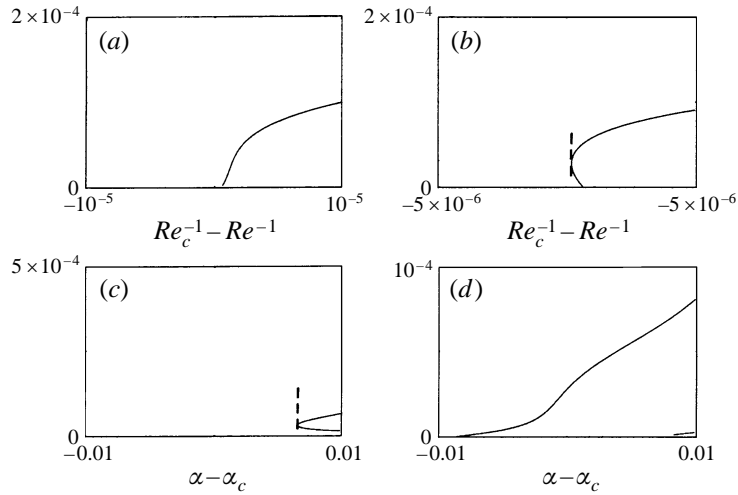 2 × 10⁻⁴
(a)
0
−10⁻⁵
10⁻⁵
Re_c⁻¹ – Re⁻¹
2 × 10⁻⁴
(b)
0
−5 × 10⁻⁶
−5 × 10⁻⁶
Re_c⁻¹ – Re⁻¹
5 × 10⁻⁴
(c)
0
−0.01
0.01
α – α_c
10⁻⁴
(d)
0
−0.01
0.01
α – α_c